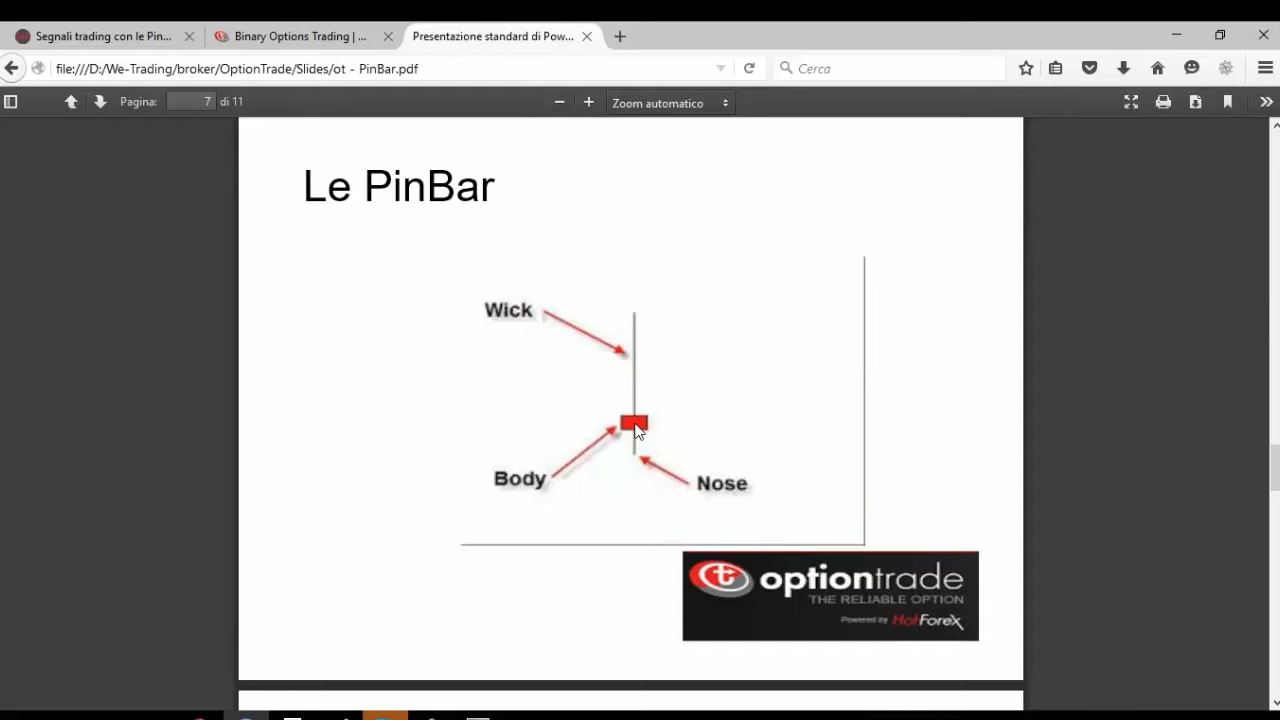 Segnali trading con le Pin...
Binary Options Trading | ...
Presentazione standard di Pow...
file:///D:/We-Trading/broker/OptionTrade/Slides/ot - PinBar.pdf
Cerca
Pagina: 7 di 11
Zoom automatico
Le PinBar
Wick
Body
Nose
optiontrade
THE RELIABLE OPTION
Powered by HotForex